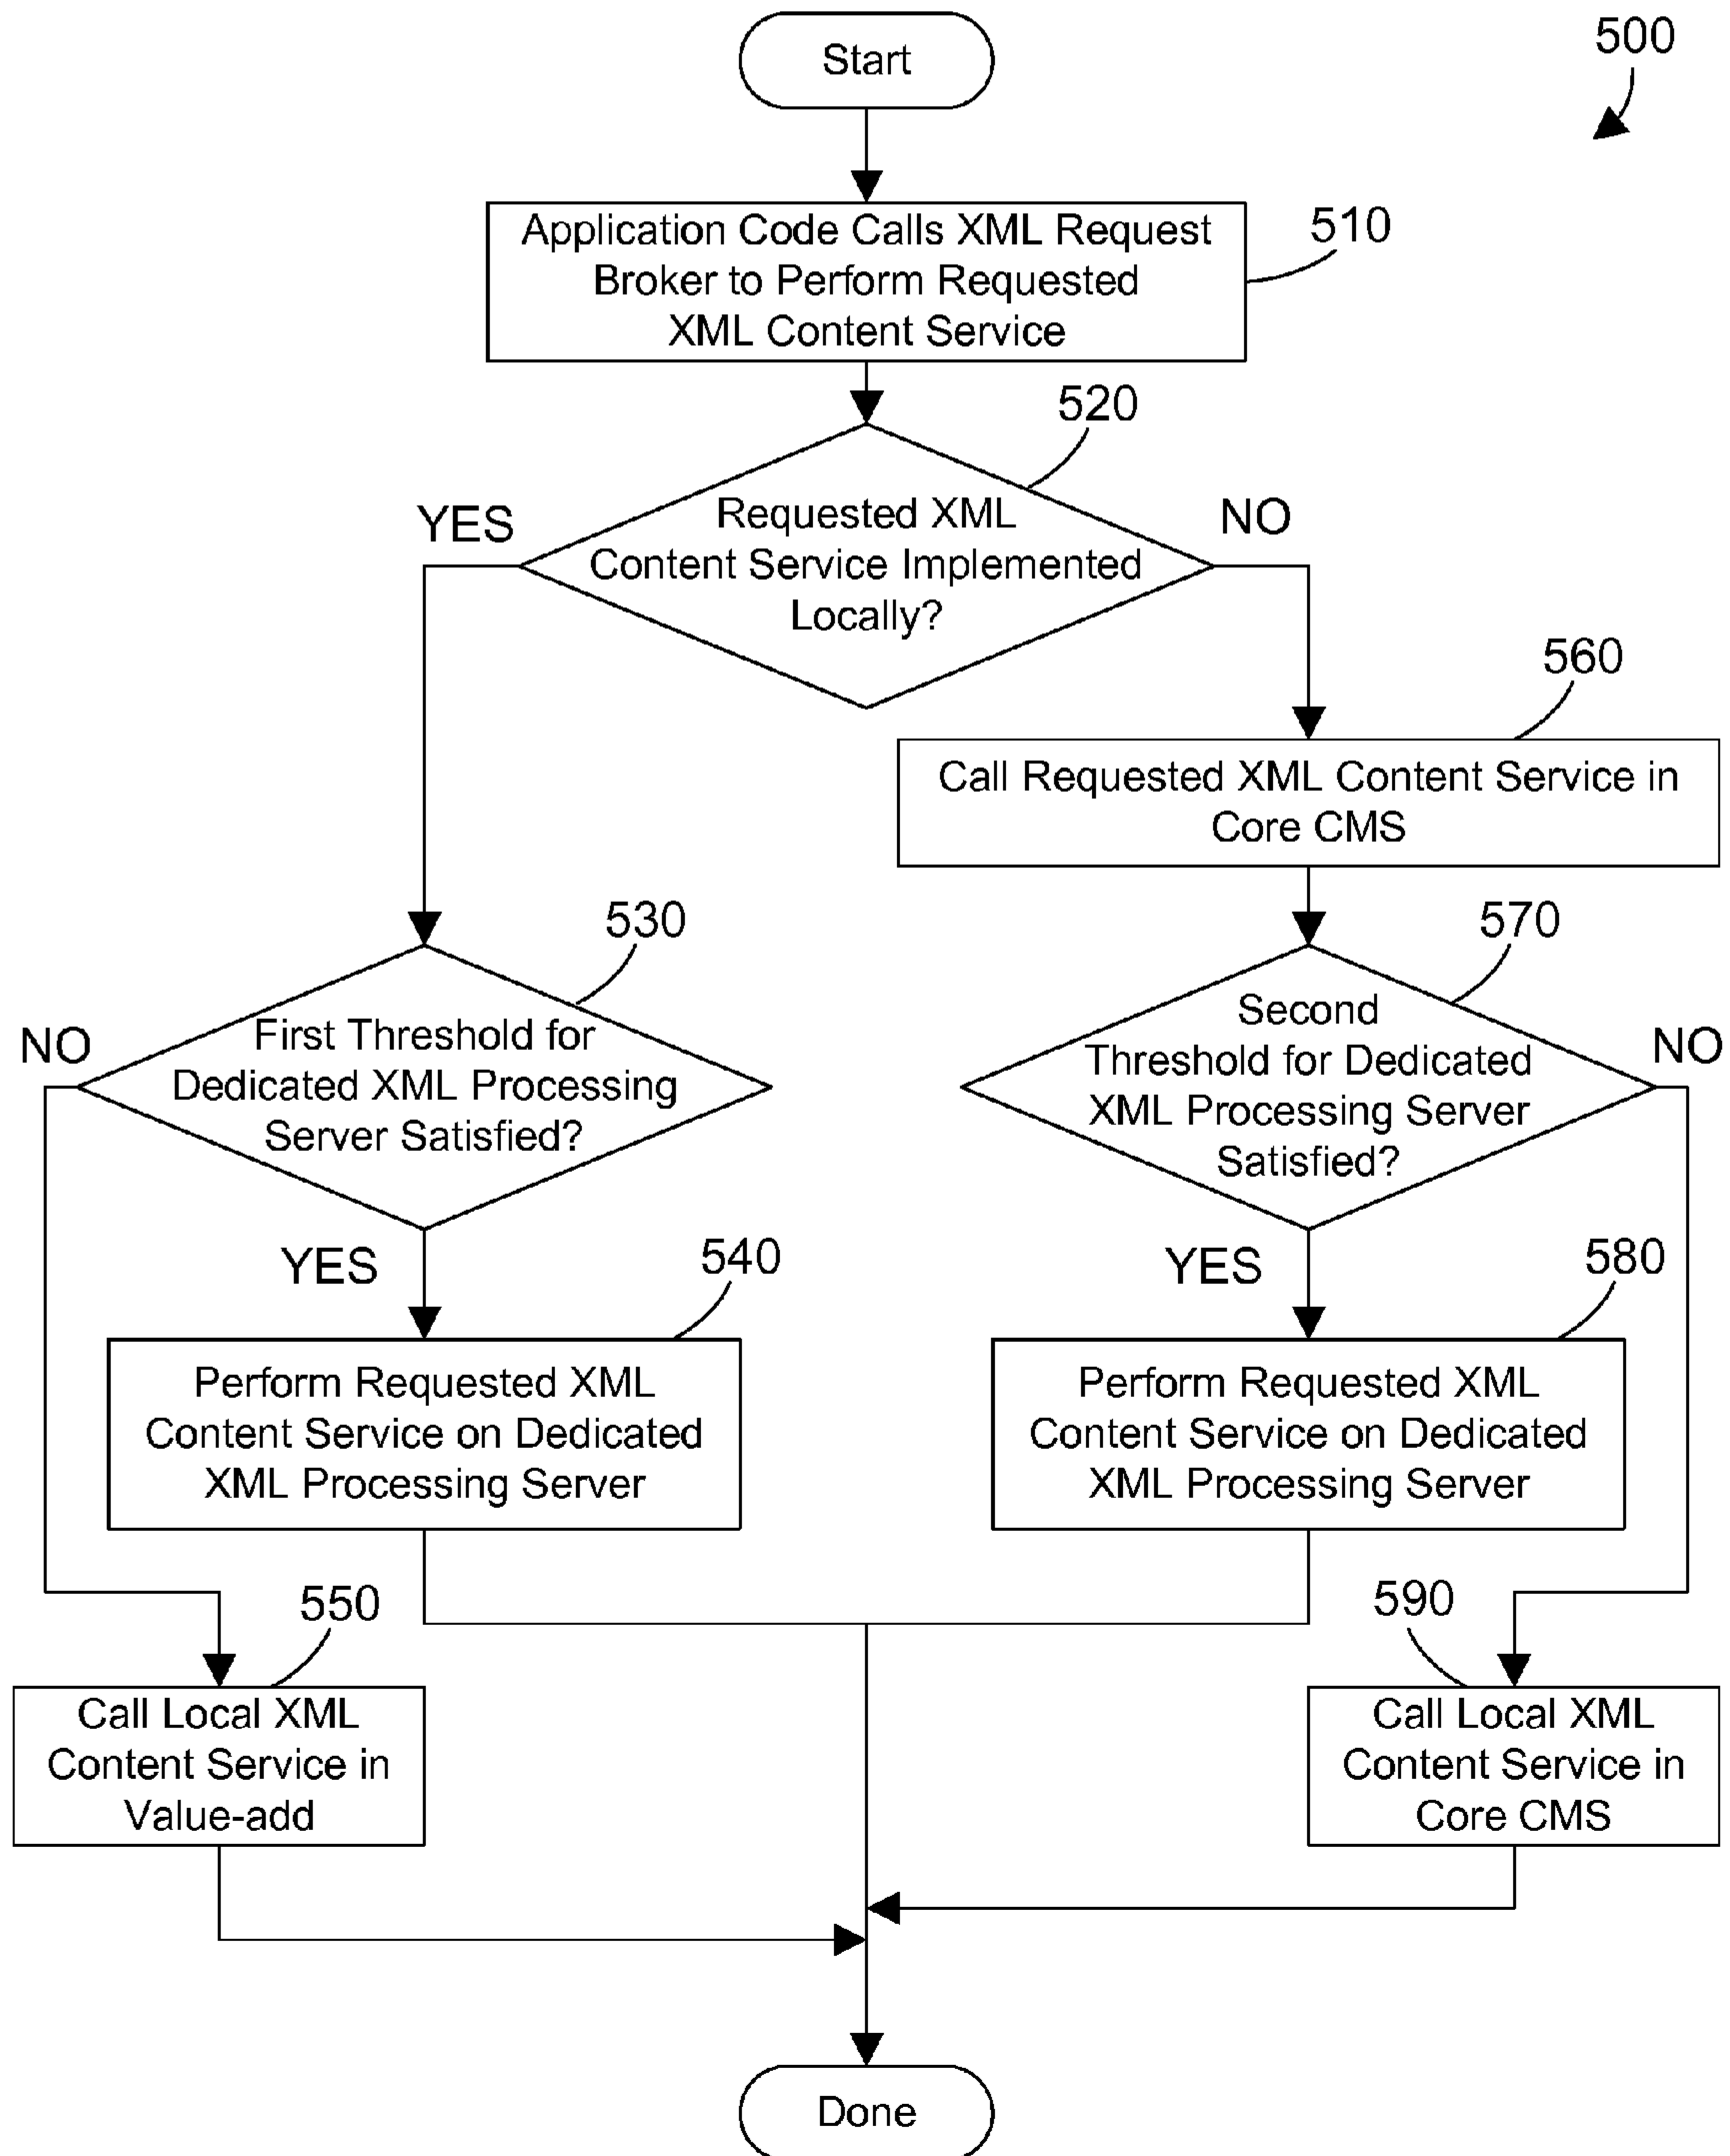 Start
500
Application Code Calls XML Request
Broker to Perform Requested
XML Content Service
510
520
YES
Requested XML
Content Service Implemented
Locally?
NO
560
Call Requested XML Content Service in
Core CMS
530
NO
First Threshold for
Dedicated XML Processing
Server Satisfied?
570
Second
Threshold for Dedicated
XML Processing Server
Satisfied?
NO
YES
540
YES
580
Perform Requested XML
Content Service on Dedicated
XML Processing Server
Perform Requested XML
Content Service on Dedicated
XML Processing Server
550
590
Call Local XML
Content Service in
Value-add
Call Local XML
Content Service in
Core CMS
Done